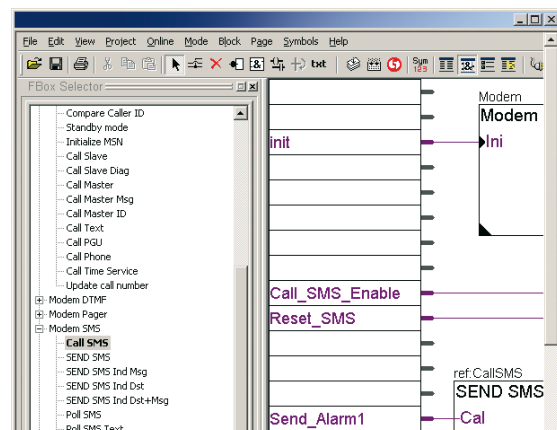 File Edit View Project Online Mode Block Page Symbols Help
txt Sym 123
FBox Selector
Compare Caller ID
Standby mode
Initialize MSN
Call Slave
Call Slave Diag
Call Master
Call Master Msg
Call Master ID
Call Text
Call PGU
Call Phone
Call Time Service
Update call number
Modem DTMF
Modem Pager
Modem SMS
Call SMS
SEND SMS
SEND SMS Ind Msg
SEND SMS Ind Dst
SEND SMS Ind Dst+Msg
Poll SMS
Poll SMS Text
init
Call_SMS_Enable
Reset_SMS
Send_Alarm1
Modem
Modem
Ini
ref:CallSMS
SEND SMS
Cal